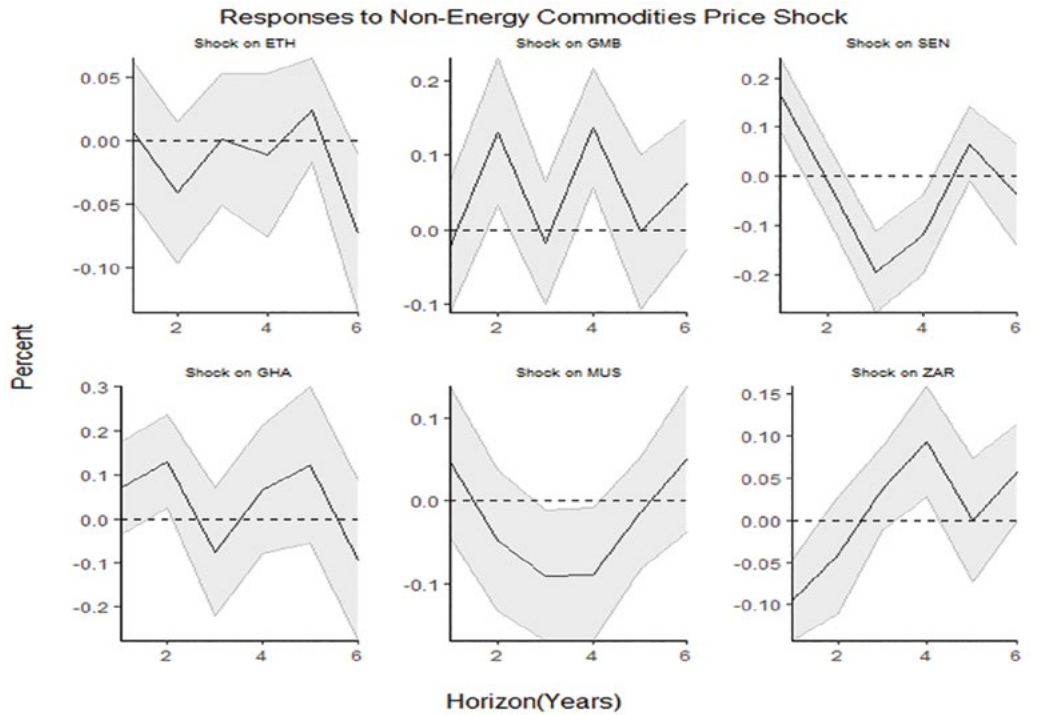 Responses to Non-Energy Commodities Price Shock
Shock on ETH
Shock on GMB
Shock on SEN
0.05
0.00
-0.05
-0.10
2 4 6
0.2
0.1
0.0
-0.1
2 4 6
0.2
0.1
0.0
-0.1
-0.2
2 4 6
Percent
Shock on GHA
Shock on MUS
Shock on ZAR
0.3
0.2
0.1
0.0
-0.1
-0.2
2 4 6
0.1
0.0
-0.1
2 4 6
0.15
0.10
0.05
0.00
-0.05
-0.10
2 4 6
Horizon(Years)